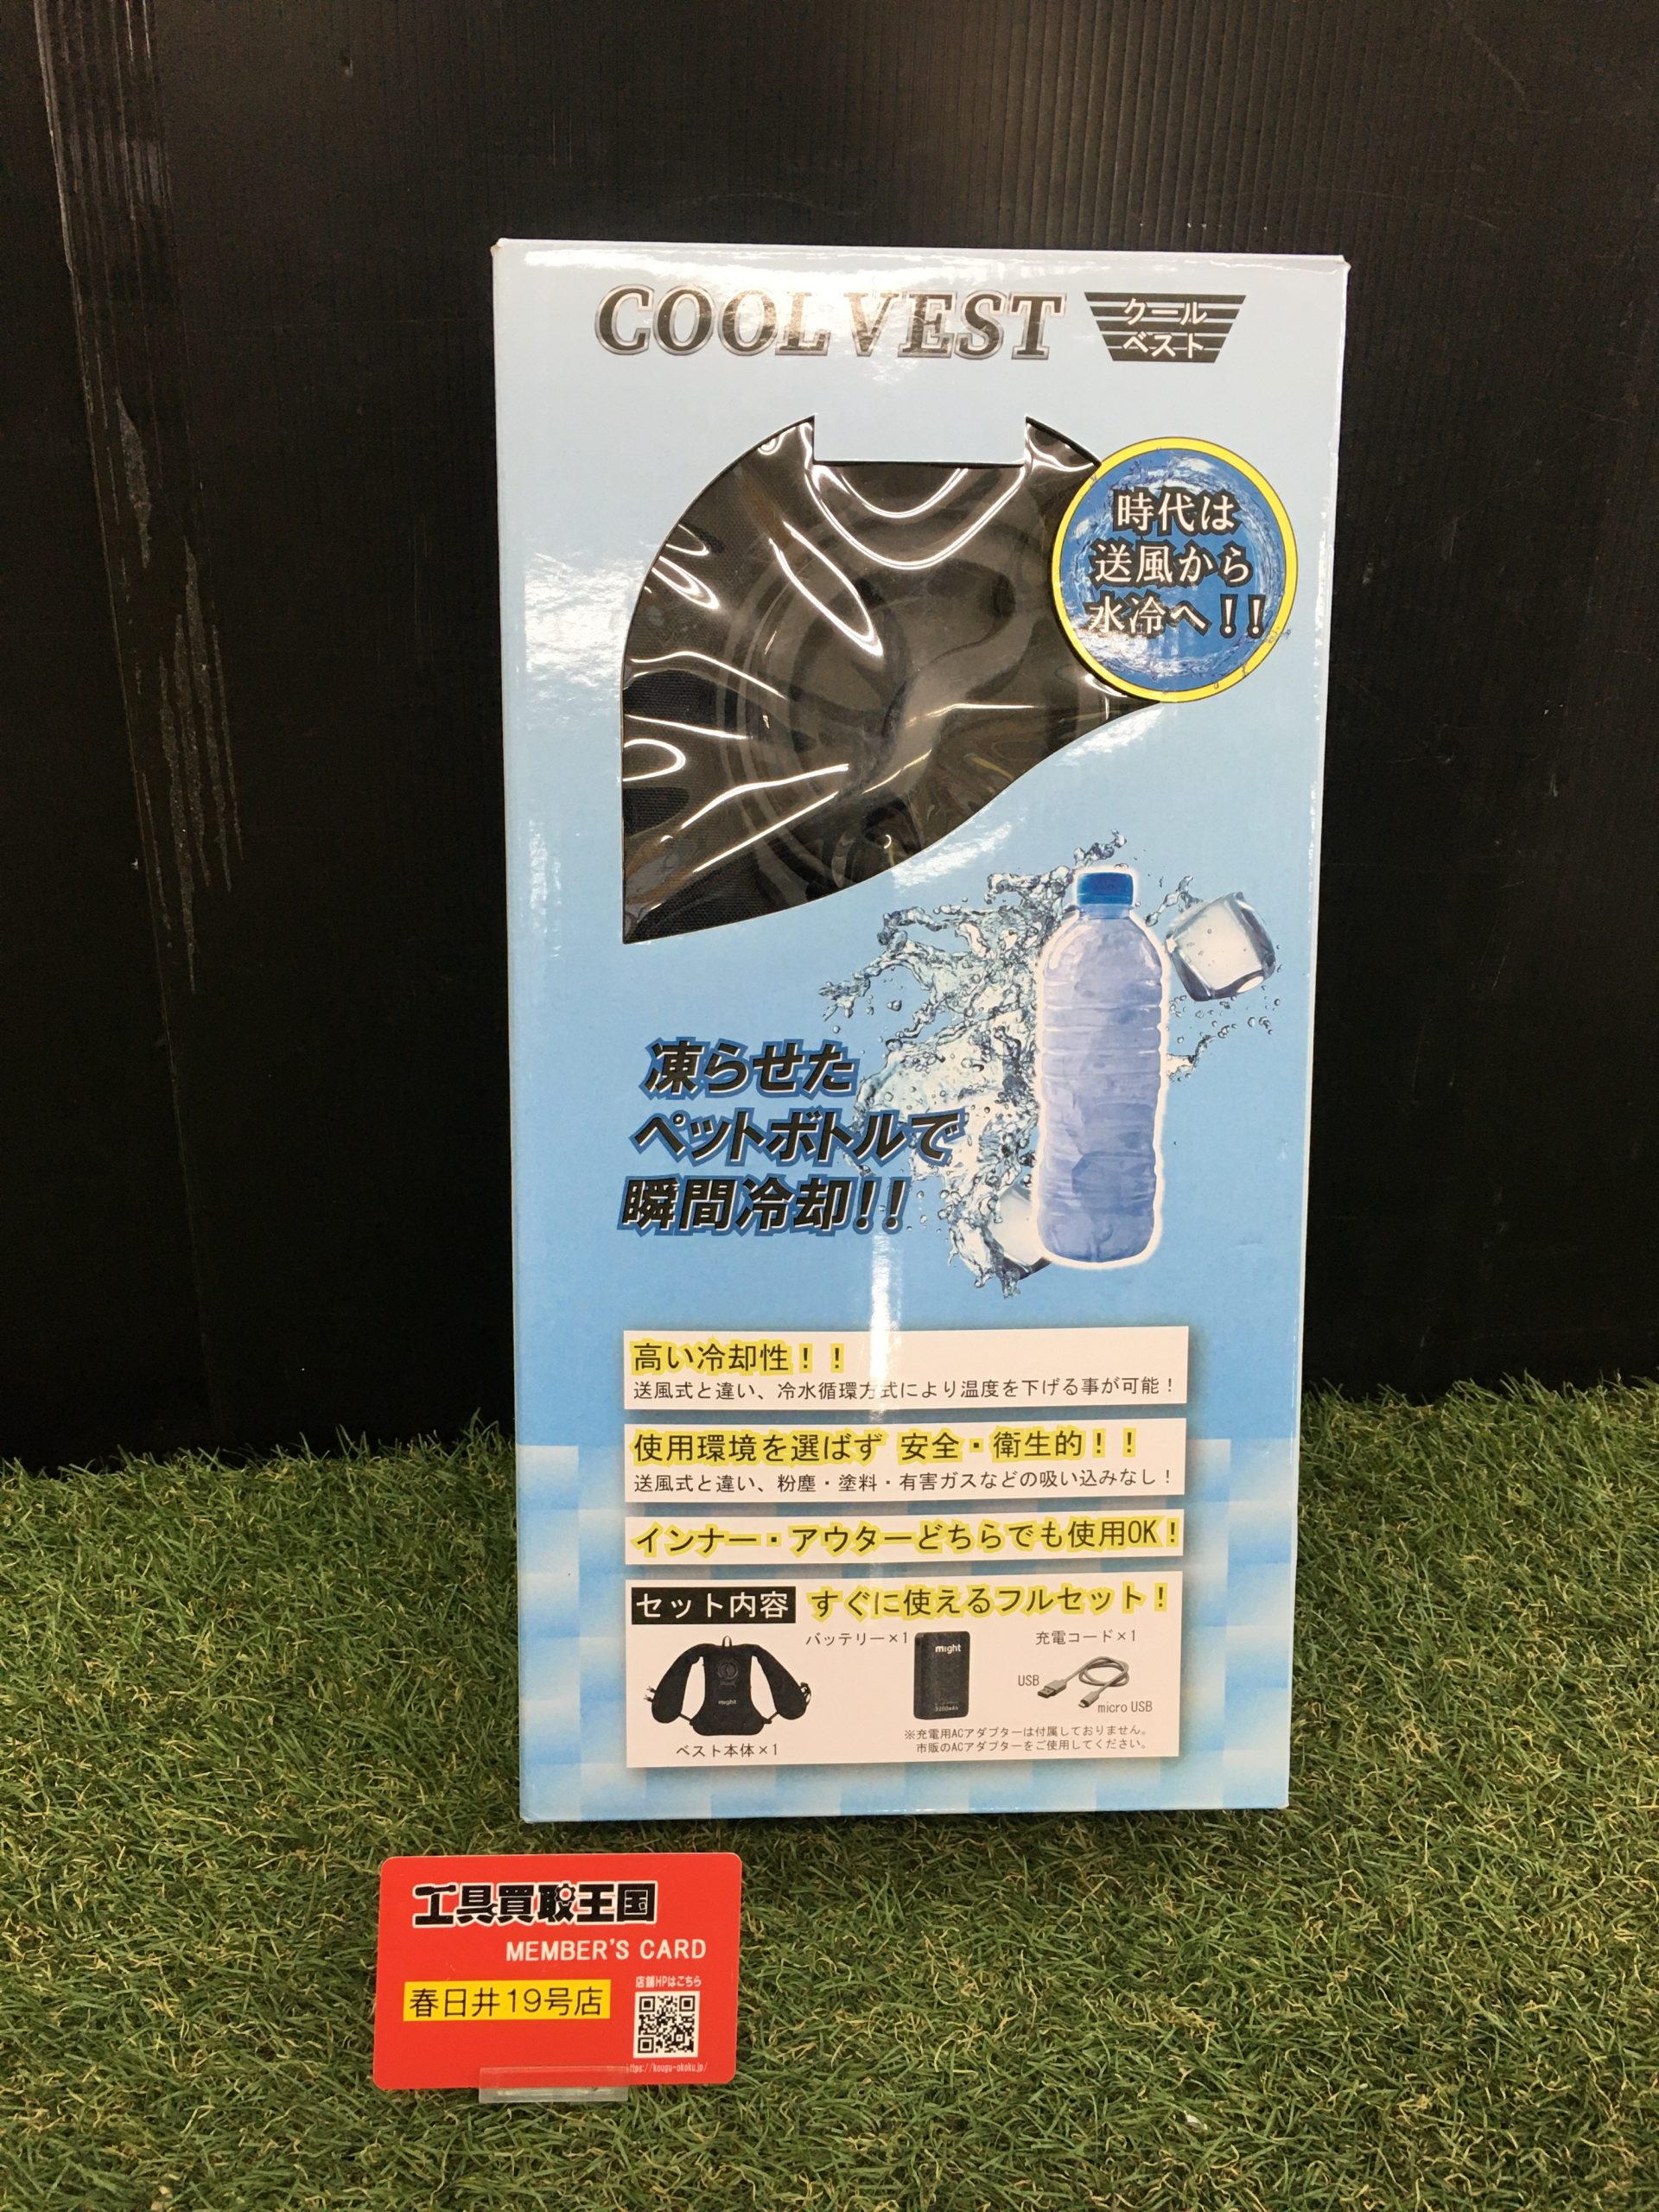 COOLVEST
クール
ベスト
時代は
送風から
水冷へ!!
凍らせた
ペットボトルで
瞬間冷却!!
高い冷却性！！
送風式と違い、冷水循環方式により温度を下げる事が可能！
使用環境を選ばず 安全・衛生的！！
送風式と違い、粉塵・塗料・有害ガスなどの吸い込みなし！
インナー・アウターどちらでも使用OK！
セット内容 すぐに使えるフルセット！
バッテリー×1
might
充電コード×1
USB
micro USB
might
ベスト本体×1
※充電用ACアダプターは付属しておりません。
市販のACアダプターをご使用してください。
工具買取王国
MEMBER'S CARD
春日井19号店
店舗HPはこちら
https://kougu-okoku.jp/